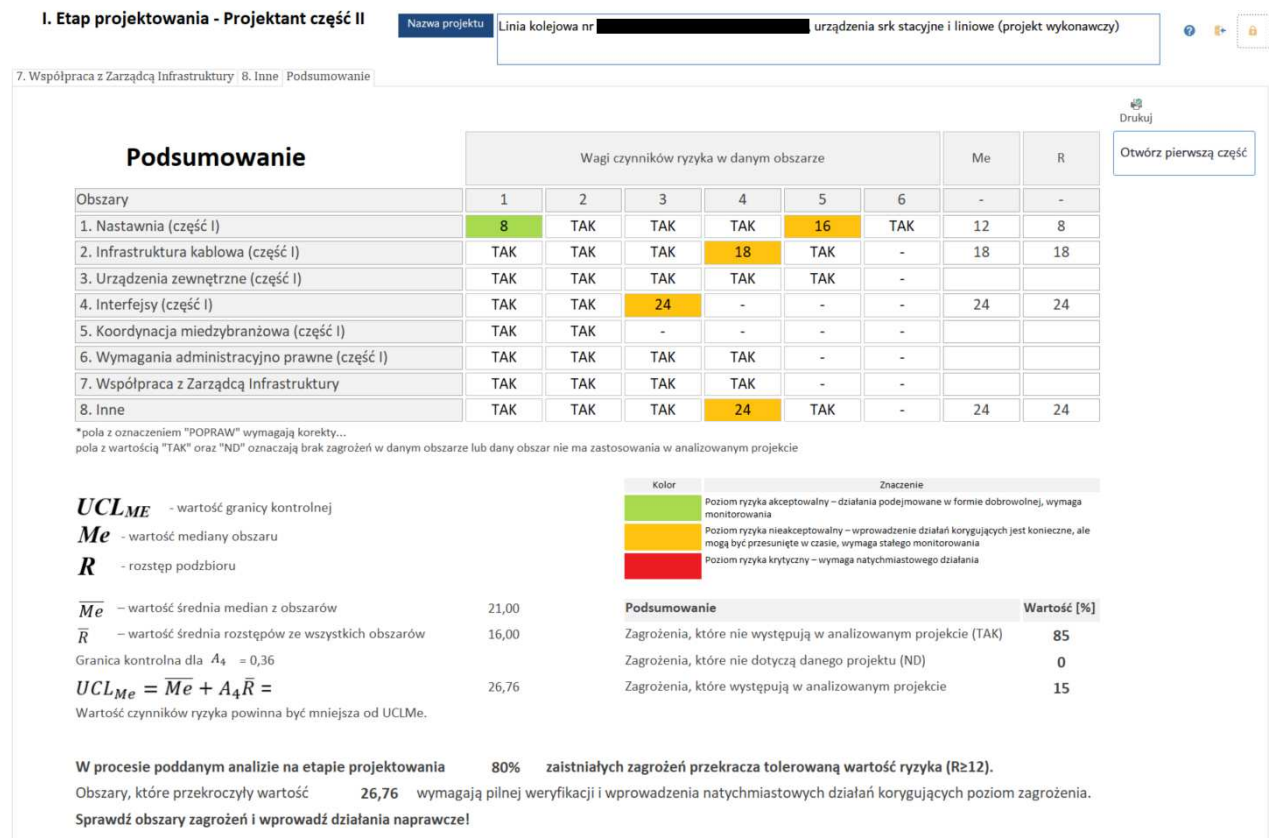 I. Etap projektowania - Projektant część II
Nazwa projektu
Linia kolejowa nr , urządzenia srk stacyjne i liniowe (projekt wykonawczy)
7. Współpraca z Zarządcą Infrastruktury 8. Inne Podsumowanie
Drukuj
Otwórz pierwszą część
Podsumowanie Wagi czynników ryzyka w danym obszarze Me R
Obszary 1 2 3 4 5 6 - -
1. Nastawnia (część I) 8 TAK TAK TAK 16 TAK 12 8
2. Infrastruktura kablowa (część I) TAK TAK TAK 18 TAK - 18 18
3. Urządzenia zewnętrzne (część I) TAK TAK TAK TAK TAK -
4. Interfejsy (część I) TAK TAK 24 - - - 24 24
5. Koordynacja miedzybranżowa (część I) TAK TAK - - - -
6. Wymagania administracyjno prawne (część I) TAK TAK TAK TAK - -
7. Współpraca z Zarządcą Infrastruktury TAK TAK TAK TAK - -
8. Inne TAK TAK TAK 24 TAK - 24 24
*pola z oznaczeniem "POPRAW" wymagają korekty...
pola z wartością "TAK" oraz "ND" oznaczają brak zagrożeń w danym obszarze lub dany obszar nie ma zastosowania w analizowanym projekcie
UCL_ME - wartość granicy kontrolnej
Me - wartość mediany obszaru
R - rozstęp podzbioru
Kolor Znaczenie
Poziom ryzyka akceptowalny – działania podejmowane w formie dobrowolnej, wymaga
monitorowania
Poziom ryzyka nieakceptowalny – wprowadzenie działań korygujących jest konieczne, ale
mogą być przesunięte w czasie, wymaga stałego monitorowania
Poziom ryzyka krytyczny – wymaga natychmiastowego działania
M̅e̅ – wartość średnia median z obszarów 21,00
R̅ – wartość średnia rozstępów ze wszystkich obszarów 16,00
Granica kontrolna dla A₄ = 0,36
UCL_Me = M̅e̅ + A₄R̅ = 26,76
Wartość czynników ryzyka powinna być mniejsza od UCLMe.
Podsumowanie Wartość [%]
Zagrożenia, które nie występują w analizowanym projekcie (TAK) 85
Zagrożenia, które nie dotyczą danego projektu (ND) 0
Zagrożenia, które występują w analizowanym projekcie 15
W procesie poddanym analizie na etapie projektowania 80% zaistniałych zagrożeń przekracza tolerowaną wartość ryzyka (R≥12).
Obszary, które przekroczyły wartość 26,76 wymagają pilnej weryfikacji i wprowadzenia natychmiastowych działań korygujących poziom zagrożenia.
Sprawdź obszary zagrożeń i wprowadź działania naprawcze!